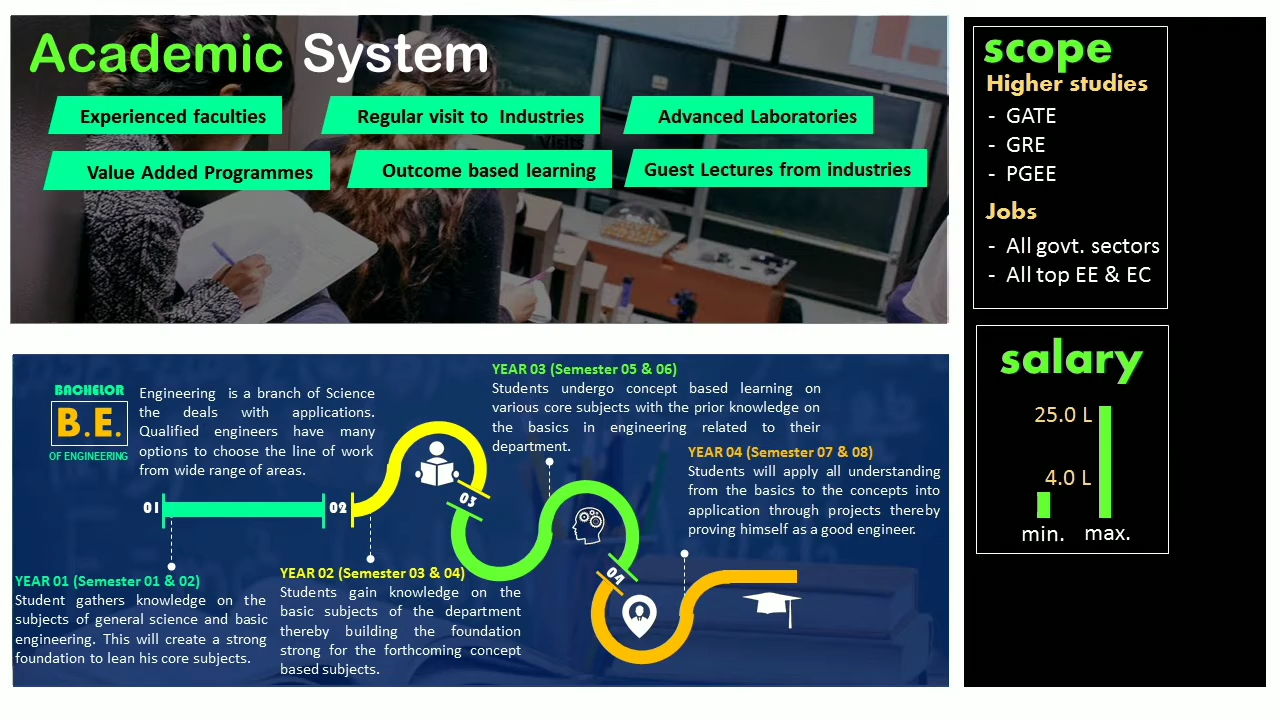 Academic System
Experienced faculties
Regular visit to Industries
Advanced Laboratories
Visits
Value Added Programmes
Outcome based learning
Guest Lectures from industries
scope
Higher studies
- GATE
- GRE
- PGEE
Jobs
- All govt. sectors
- All top EE & EC
salary
25.0 L
4.0 L
min. max.
BACHELOR
B.E.
OF ENGINEERING
Engineering is a branch of Science
the deals with applications.
Qualified engineers have many
options to choose the line of work
from wide range of areas.
01
02
03
04
YEAR 01 (Semester 01 & 02)
Student gathers knowledge on the
subjects of general science and basic
engineering. This will create a strong
foundation to lean his core subjects.
YEAR 02 (Semester 03 & 04)
Students gain knowledge on the
basic subjects of the department
thereby building the foundation
strong for the forthcoming concept
based subjects.
YEAR 03 (Semester 05 & 06)
Students undergo concept based learning on
various core subjects with the prior knowledge on
the basics in engineering related to their
department.
YEAR 04 (Semester 07 & 08)
Students will apply all understanding
from the basics to the concepts into
application through projects thereby
proving himself as a good engineer.